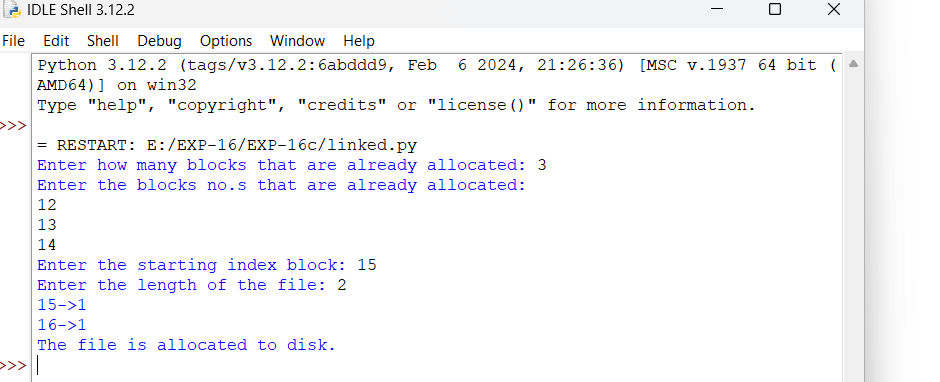 IDLE Shell 3.12.2
File Edit Shell Debug Options Window Help
Python 3.12.2 (tags/v3.12.2:6abddd9, Feb  6 2024, 21:26:36) [MSC v.1937 64 bit (
AMD64)] on win32
Type "help", "copyright", "credits" or "license()" for more information.
>>>
= RESTART: E:/EXP-16/EXP-16c/linked.py
Enter how many blocks that are already allocated: 3
Enter the blocks no.s that are already allocated:
12
13
14
Enter the starting index block: 15
Enter the length of the file: 2
15->1
16->1
The file is allocated to disk.
>>>